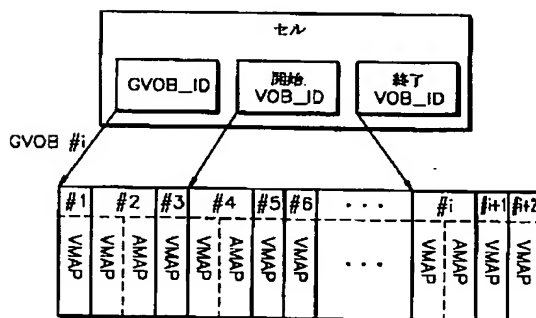 セル
GVOB_ID
開始
VOB_ID
終了
VOB_ID
GVOB #i
#1 #2 #3 #4 #5 #6 ... #i #i+1 #i+2
VMAP VMAP AMAP VMAP VMAP AMAP VMAP VMAP ... VMAP AMAP VMAP VMAP